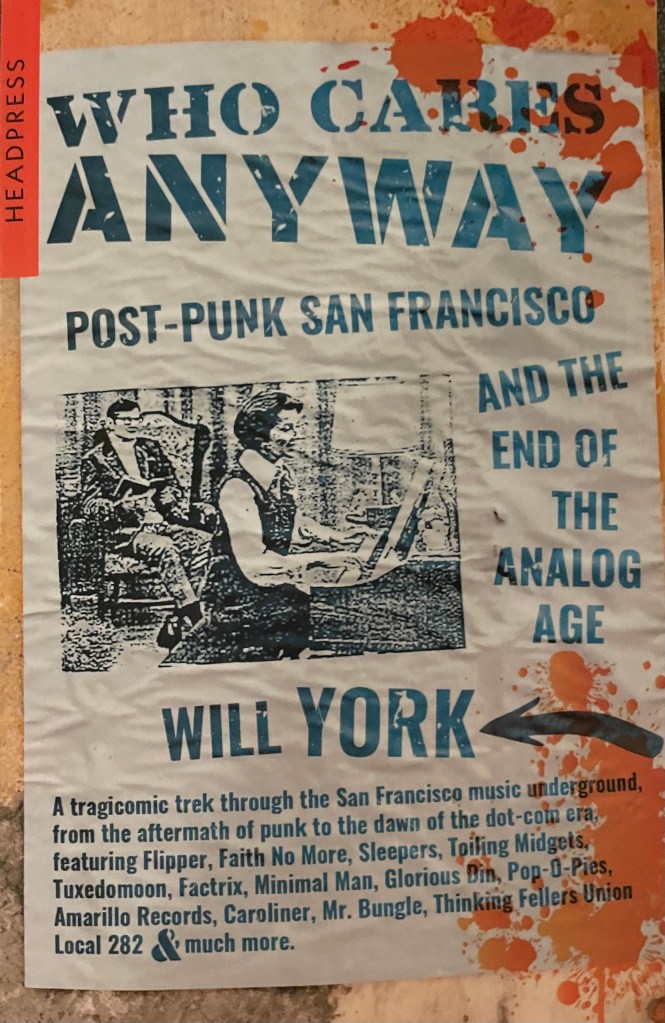 HEADPRESS
WHO CARES
ANYWAY
POST-PUNK SAN FRANCISCO
AND THE
END OF
THE
ANALOG
AGE
WILL YORK
A tragicomic trek through the San Francisco music underground,
from the aftermath of punk to the dawn of the dot-com era,
featuring Flipper, Faith No More, Sleepers, Toiling Midgets,
Tuxedomoon, Factrix, Minimal Man, Glorious Din, Pop-O-Pies,
Amarillo Records, Caroliner, Mr. Bungle, Thinking Fellers Union
Local 282 & much more.